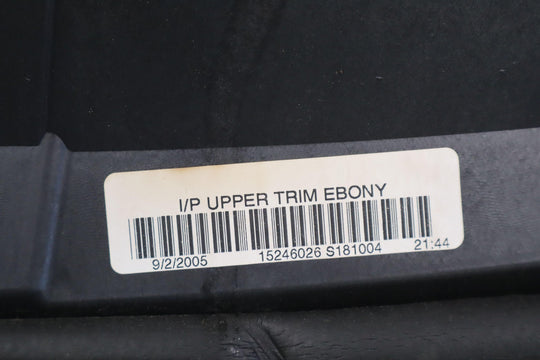 I/P UPPER TRIM EBONY
9/2/2005 15246026 S181004 21:44